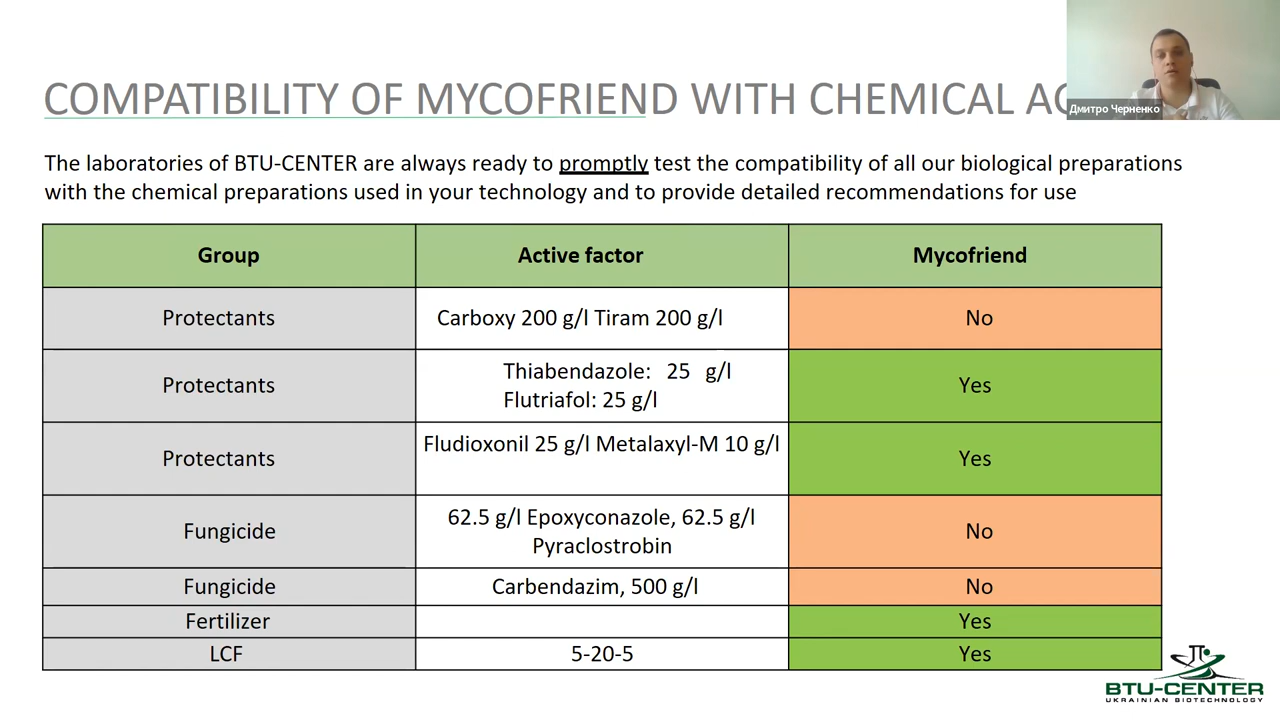 COMPATIBILITY OF MYCOFRIEND WITH CHEMICAL
Дмитро Черненко
The laboratories of BTU-CENTER are always ready to promptly test the compatibility of all our biological preparations
with the chemical preparations used in your technology and to provide detailed recommendations for use
Group Active factor Mycofriend
Protectants Carboxy 200 g/l Tiram 200 g/l No
Protectants Thiabendazole: 25 g/l
Flutriafol: 25 g/l Yes
Protectants Fludioxonil 25 g/l Metalaxyl-M 10 g/l Yes
Fungicide 62.5 g/l Epoxyconazole, 62.5 g/l
Pyraclostrobin No
Fungicide Carbendazim, 500 g/l No
Fertilizer Yes
LCF 5-20-5 Yes
BTU-CENTER
UKRAINIAN BIOTECHNOLOGY